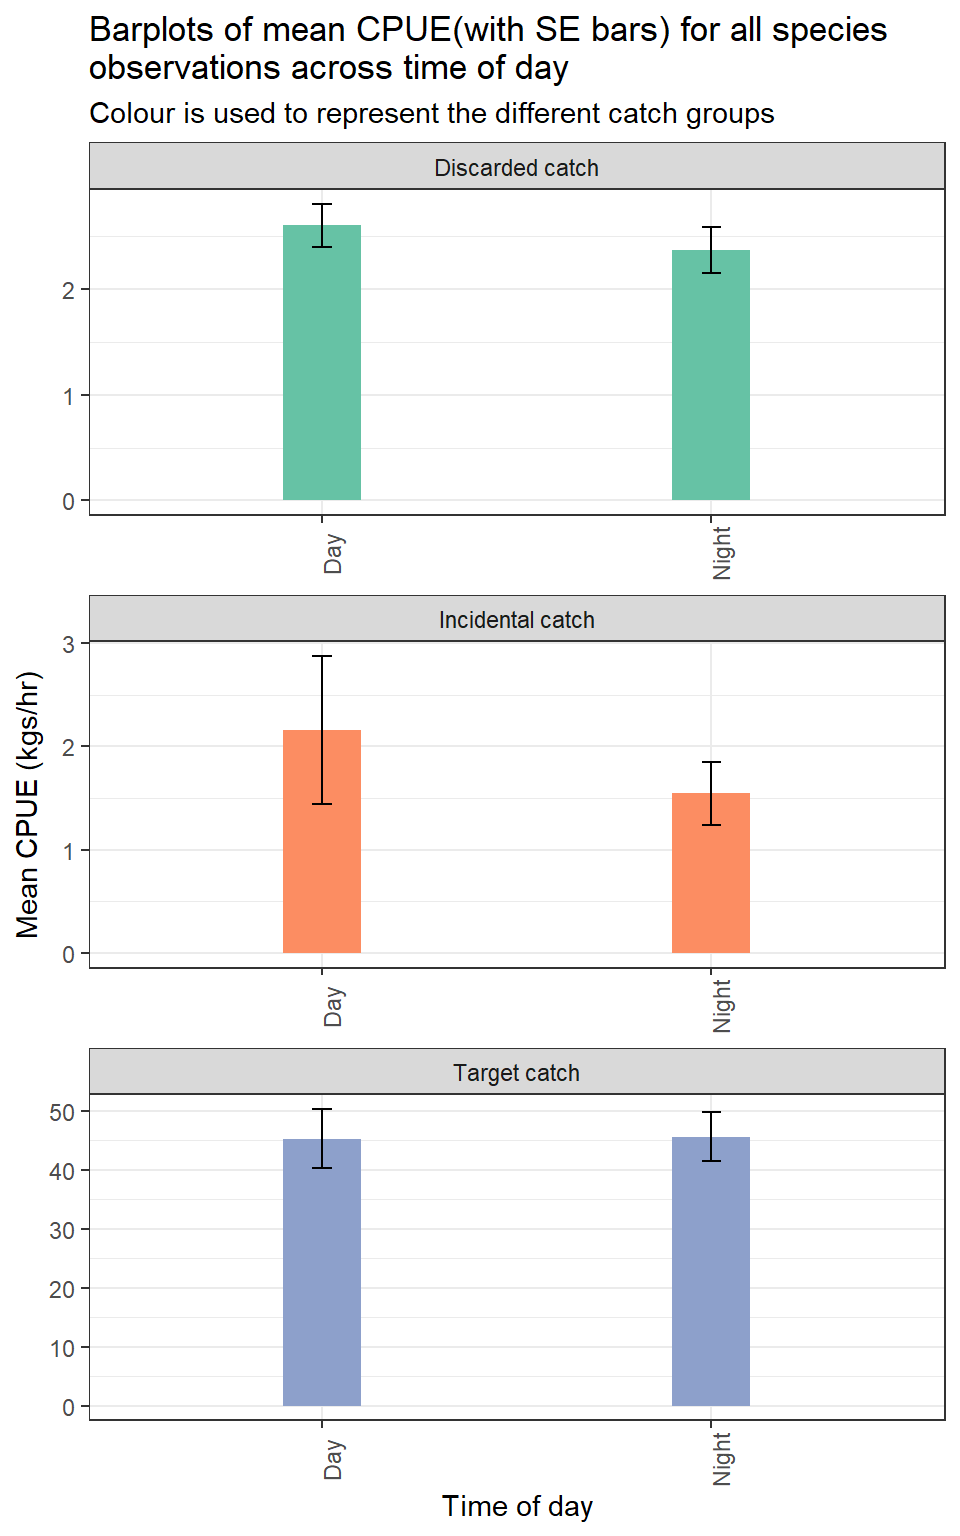 Barplots of mean CPUE(with SE bars) for all species
observations across time of day
Colour is used to represent the different catch groups
Discarded catch
2
1
0
Day
Night
Incidental catch
3
2
1
0
Day
Night
Mean CPUE (kgs/hr)
Target catch
50
40
30
20
10
0
Day
Night
Time of day